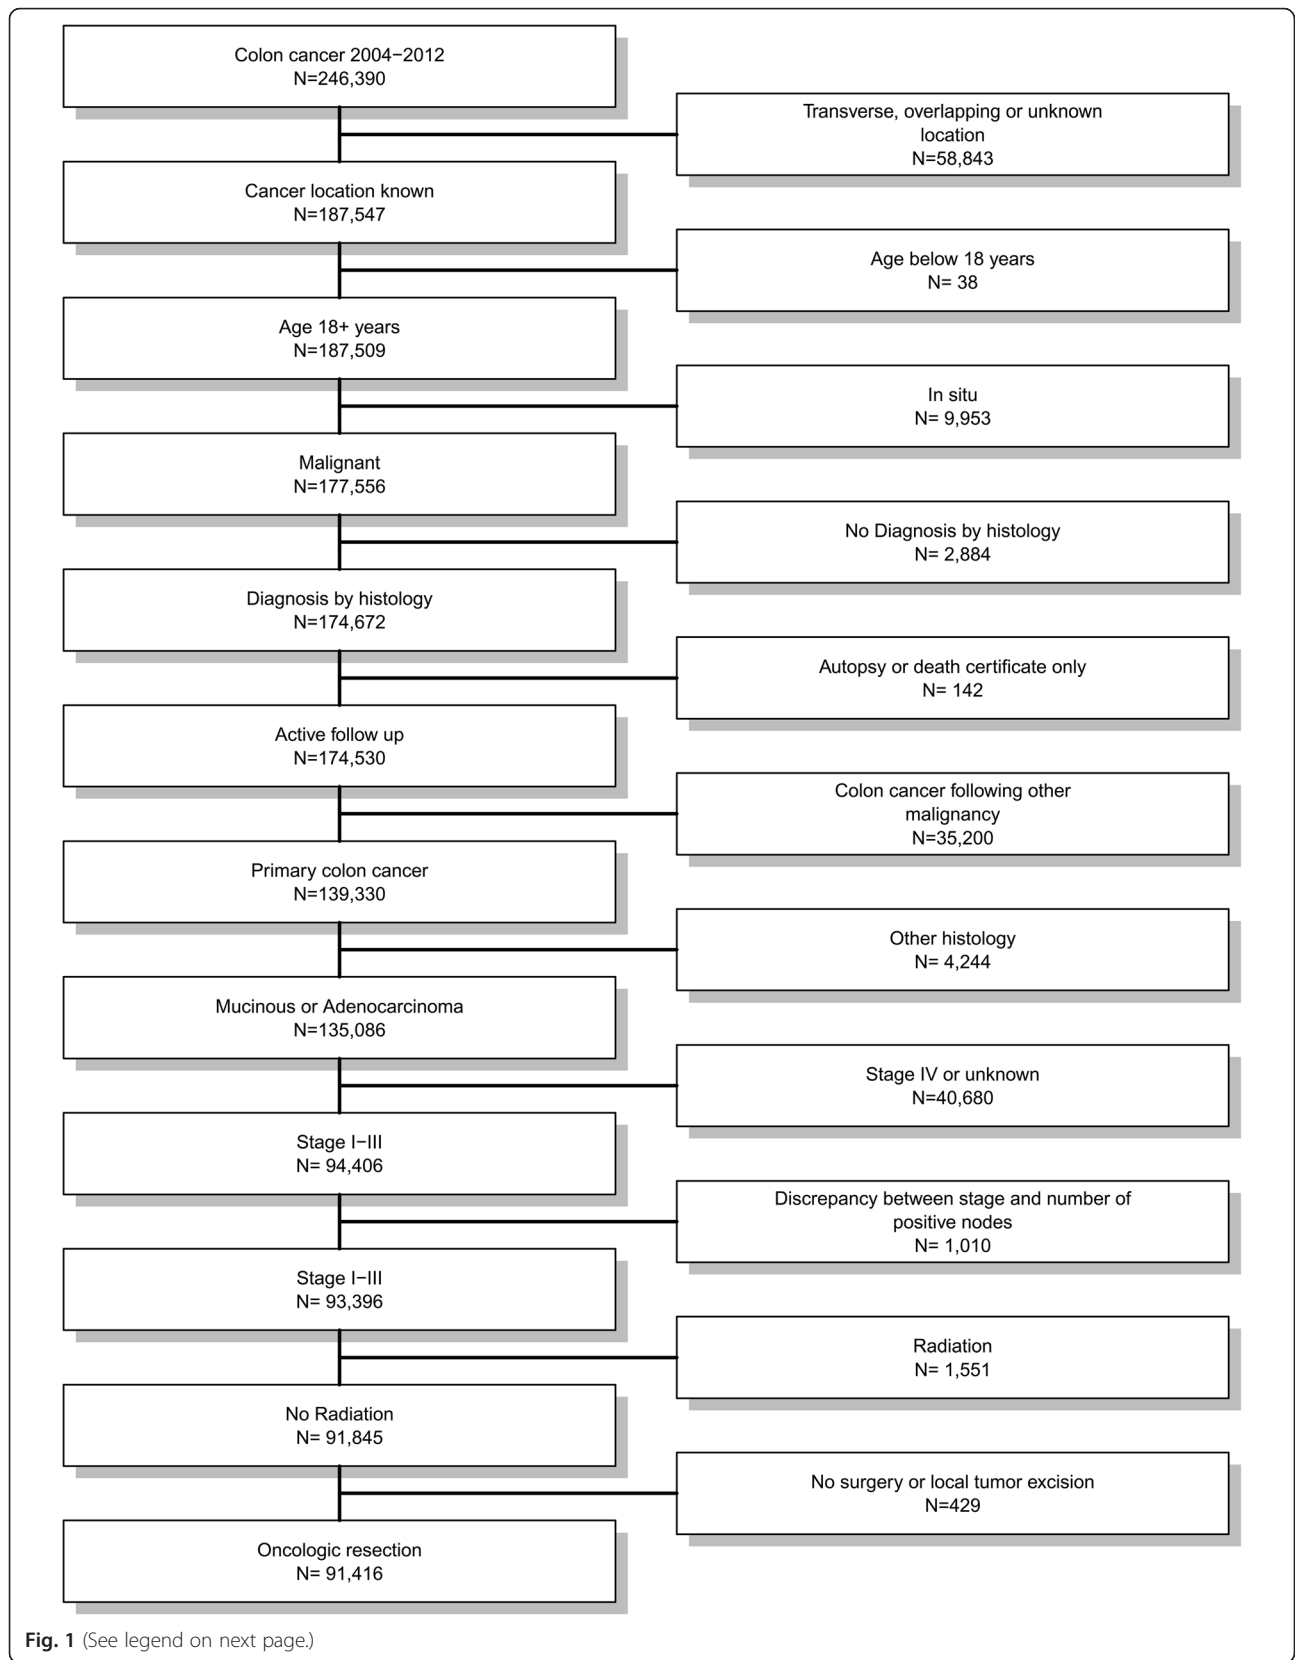 Colon cancer 2004−2012
N=246,390
Transverse, overlapping or unknown
location
N=58,843
Cancer location known
N=187,547
Age below 18 years
N= 38
Age 18+ years
N=187,509
In situ
N= 9,953
Malignant
N=177,556
No Diagnosis by histology
N= 2,884
Diagnosis by histology
N=174,672
Autopsy or death certificate only
N= 142
Active follow up
N=174,530
Colon cancer following other
malignancy
N=35,200
Primary colon cancer
N=139,330
Other histology
N= 4,244
Mucinous or Adenocarcinoma
N=135,086
Stage IV or unknown
N=40,680
Stage I−III
N= 94,406
Discrepancy between stage and number of
positive nodes
N= 1,010
Stage I−III
N= 93,396
Radiation
N= 1,551
No Radiation
N= 91,845
No surgery or local tumor excision
N=429
Oncologic resection
N= 91,416
Fig. 1 (See legend on next page.)